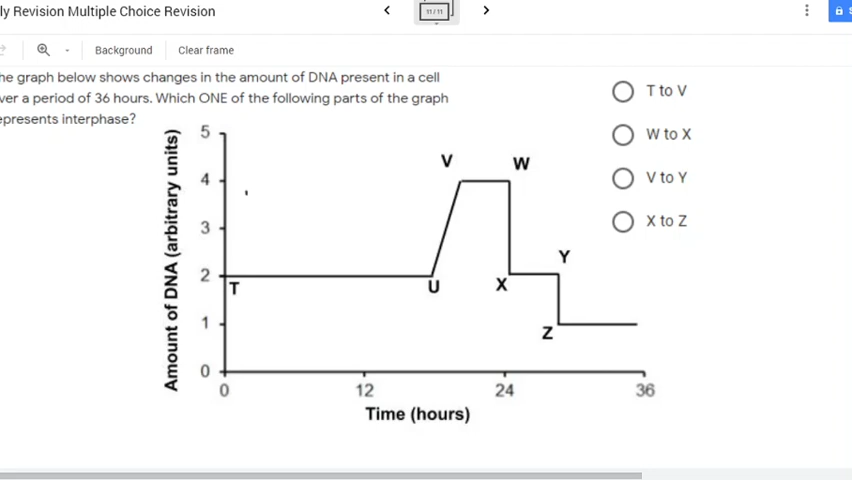 ly Revision Multiple Choice Revision
11/11
Background
Clear frame
he graph below shows changes in the amount of DNA present in a cell
ver a period of 36 hours. Which ONE of the following parts of the graph
epresents interphase?
T to V
W to X
V to Y
X to Z
Amount of DNA (arbitrary units)
5
4
3
2
1
0
V
W
T
U
X
Y
Z
0
12
24
36
Time (hours)